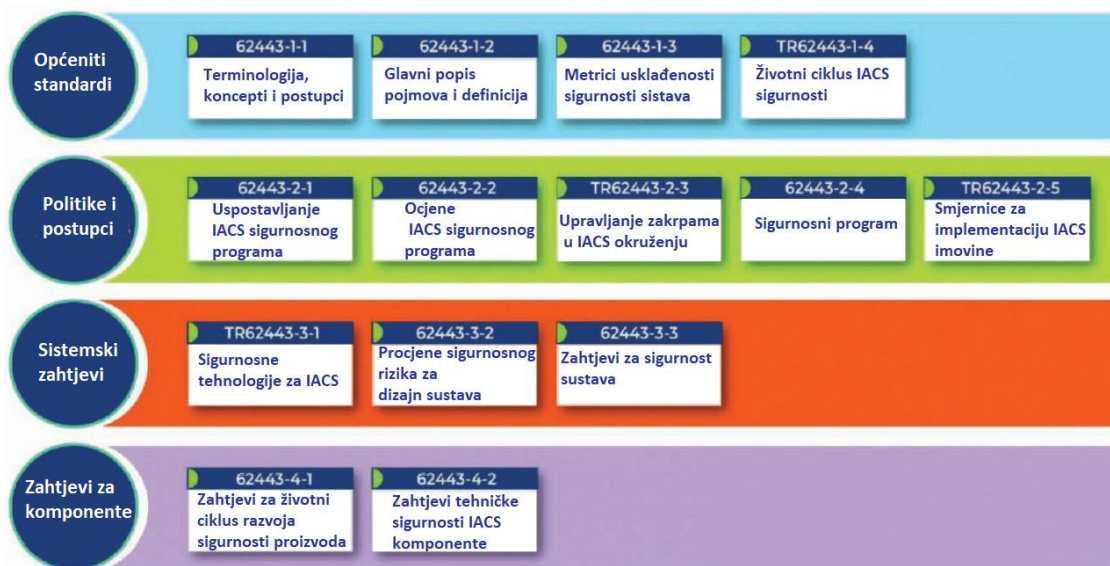 Općeniti
standardi
62443-1-1
Terminologija,
koncepti i postupci
62443-1-2
Glavni popis
pojmova i definicija
62443-1-3
Metrici usklađenosti
sigurnosti sistava
TR62443-1-4
Životni ciklus IACS
sigurnosti
Politike i
postupci
62443-2-1
Uspostavljanje
IACS sigurnosnog
programa
62443-2-2
Ocjene
IACS sigurnosnog
programa
TR62443-2-3
Upravljanje zakrpama
u IACS okruženju
62443-2-4
Sigurnosni program
TR62443-2-5
Smjernice za
implementaciju IACS
imovine
Sistemski
zahtjevi
TR62443-3-1
Sigurnosne
tehnologije za IACS
62443-3-2
Procjene sigurnosnog
rizika za
dizajn sustava
62443-3-3
Zahtjevi za sigurnost
sustava
Zahtjevi za
komponente
62443-4-1
Zahtjevi za životni
ciklus razvoja
sigurnosti proizvoda
62443-4-2
Zahtjevi tehničke
sigurnosti IACS
komponente